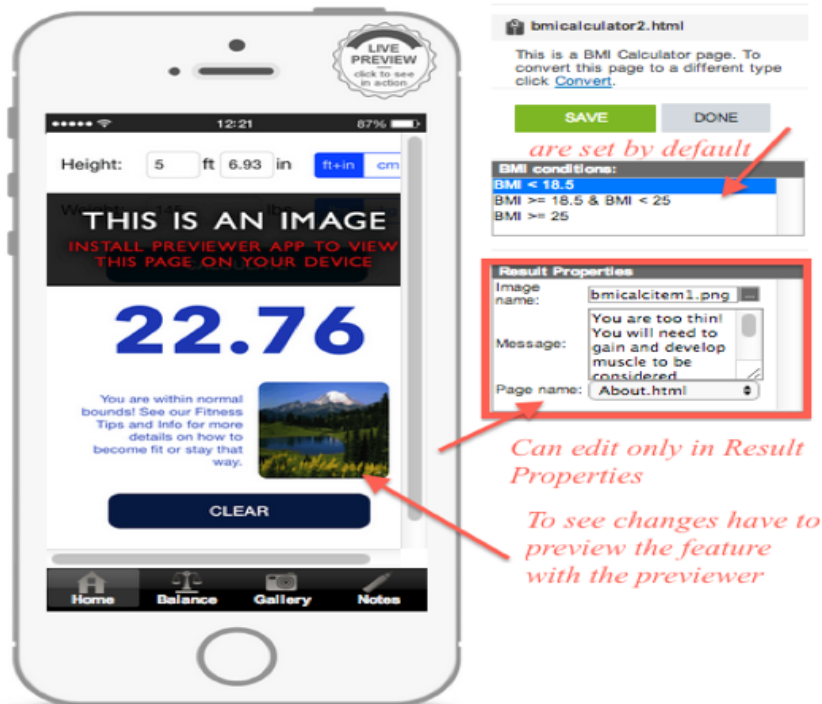 LIVE
PREVIEW
click to see
in action
12:21
87%
Height: 5 ft 6.93 in ft+in cm
Weight: lbs
THIS IS AN IMAGE
INSTALL PREVIEWER APP TO VIEW
THIS PAGE ON YOUR DEVICE
22.76
You are within normal
bounds! See our Fitness
Tips and Info for more
details on how to
become fit or stay that
way.
CLEAR
Home Balance Gallery Notes
bmicalculator2.html
This is a BMI Calculator page. To
convert this page to a different type
click Convert.
SAVE DONE
are set by default
BMI conditions:
BMI < 18.5
BMI >= 18.5 & BMI < 25
BMI >= 25
Result Properties
Image
name: bmicalcitem1.png ...
Message: You are too thin!
You will need to
gain and develop
muscle to be
considered
Page name: About.html
Can edit only in Result
Properties
To see changes have to
preview the feature
with the previewer